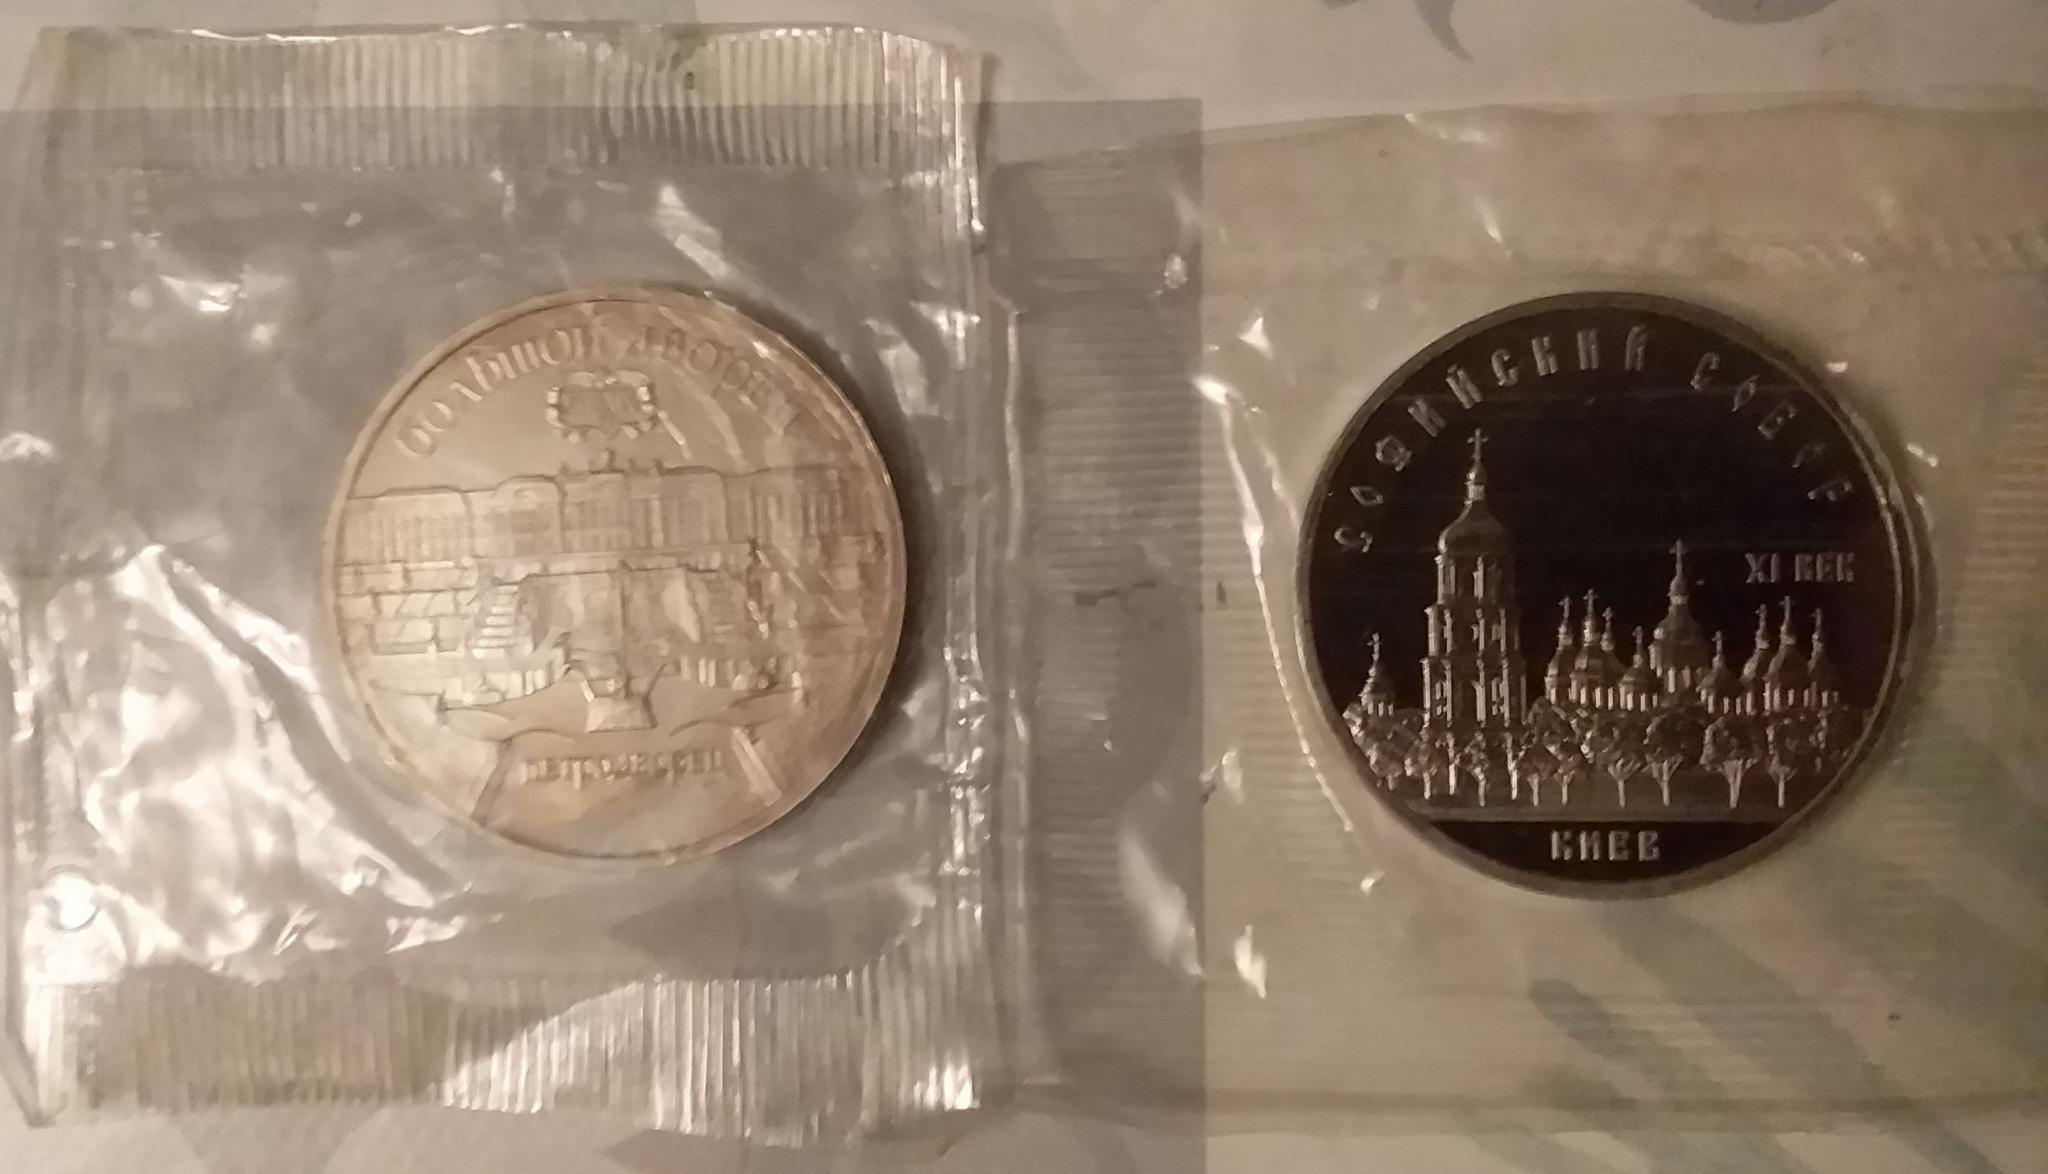 БОЛЬШОЙ ДВОРЕЦ
ПЕТРОДВОРЕЦ
СОФИЙСКИЙ СОБОР
XI ВЕК
КИЕВ